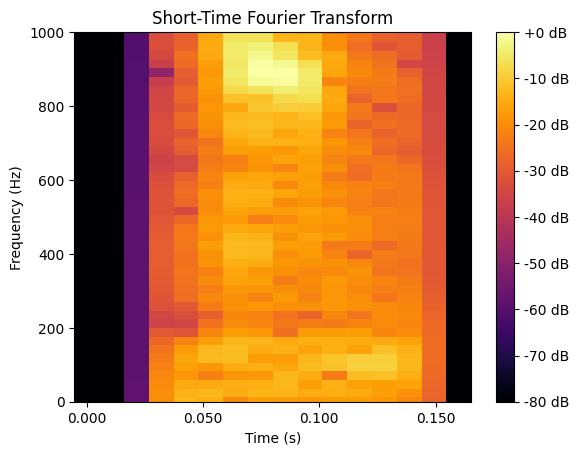 Short-Time Fourier Transform
1000
800
600
400
200
0
Frequency (Hz)
0.000
0.050
0.100
0.150
Time (s)
+0 dB
-10 dB
-20 dB
-30 dB
-40 dB
-50 dB
-60 dB
-70 dB
-80 dB